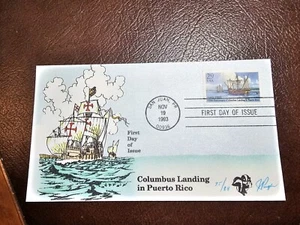 SAN JUAN, PR
NOV
19
1993
FIRST DAY OF ISSUE
First
Day
of
Issue
Columbus Landing
in Puerto Rico